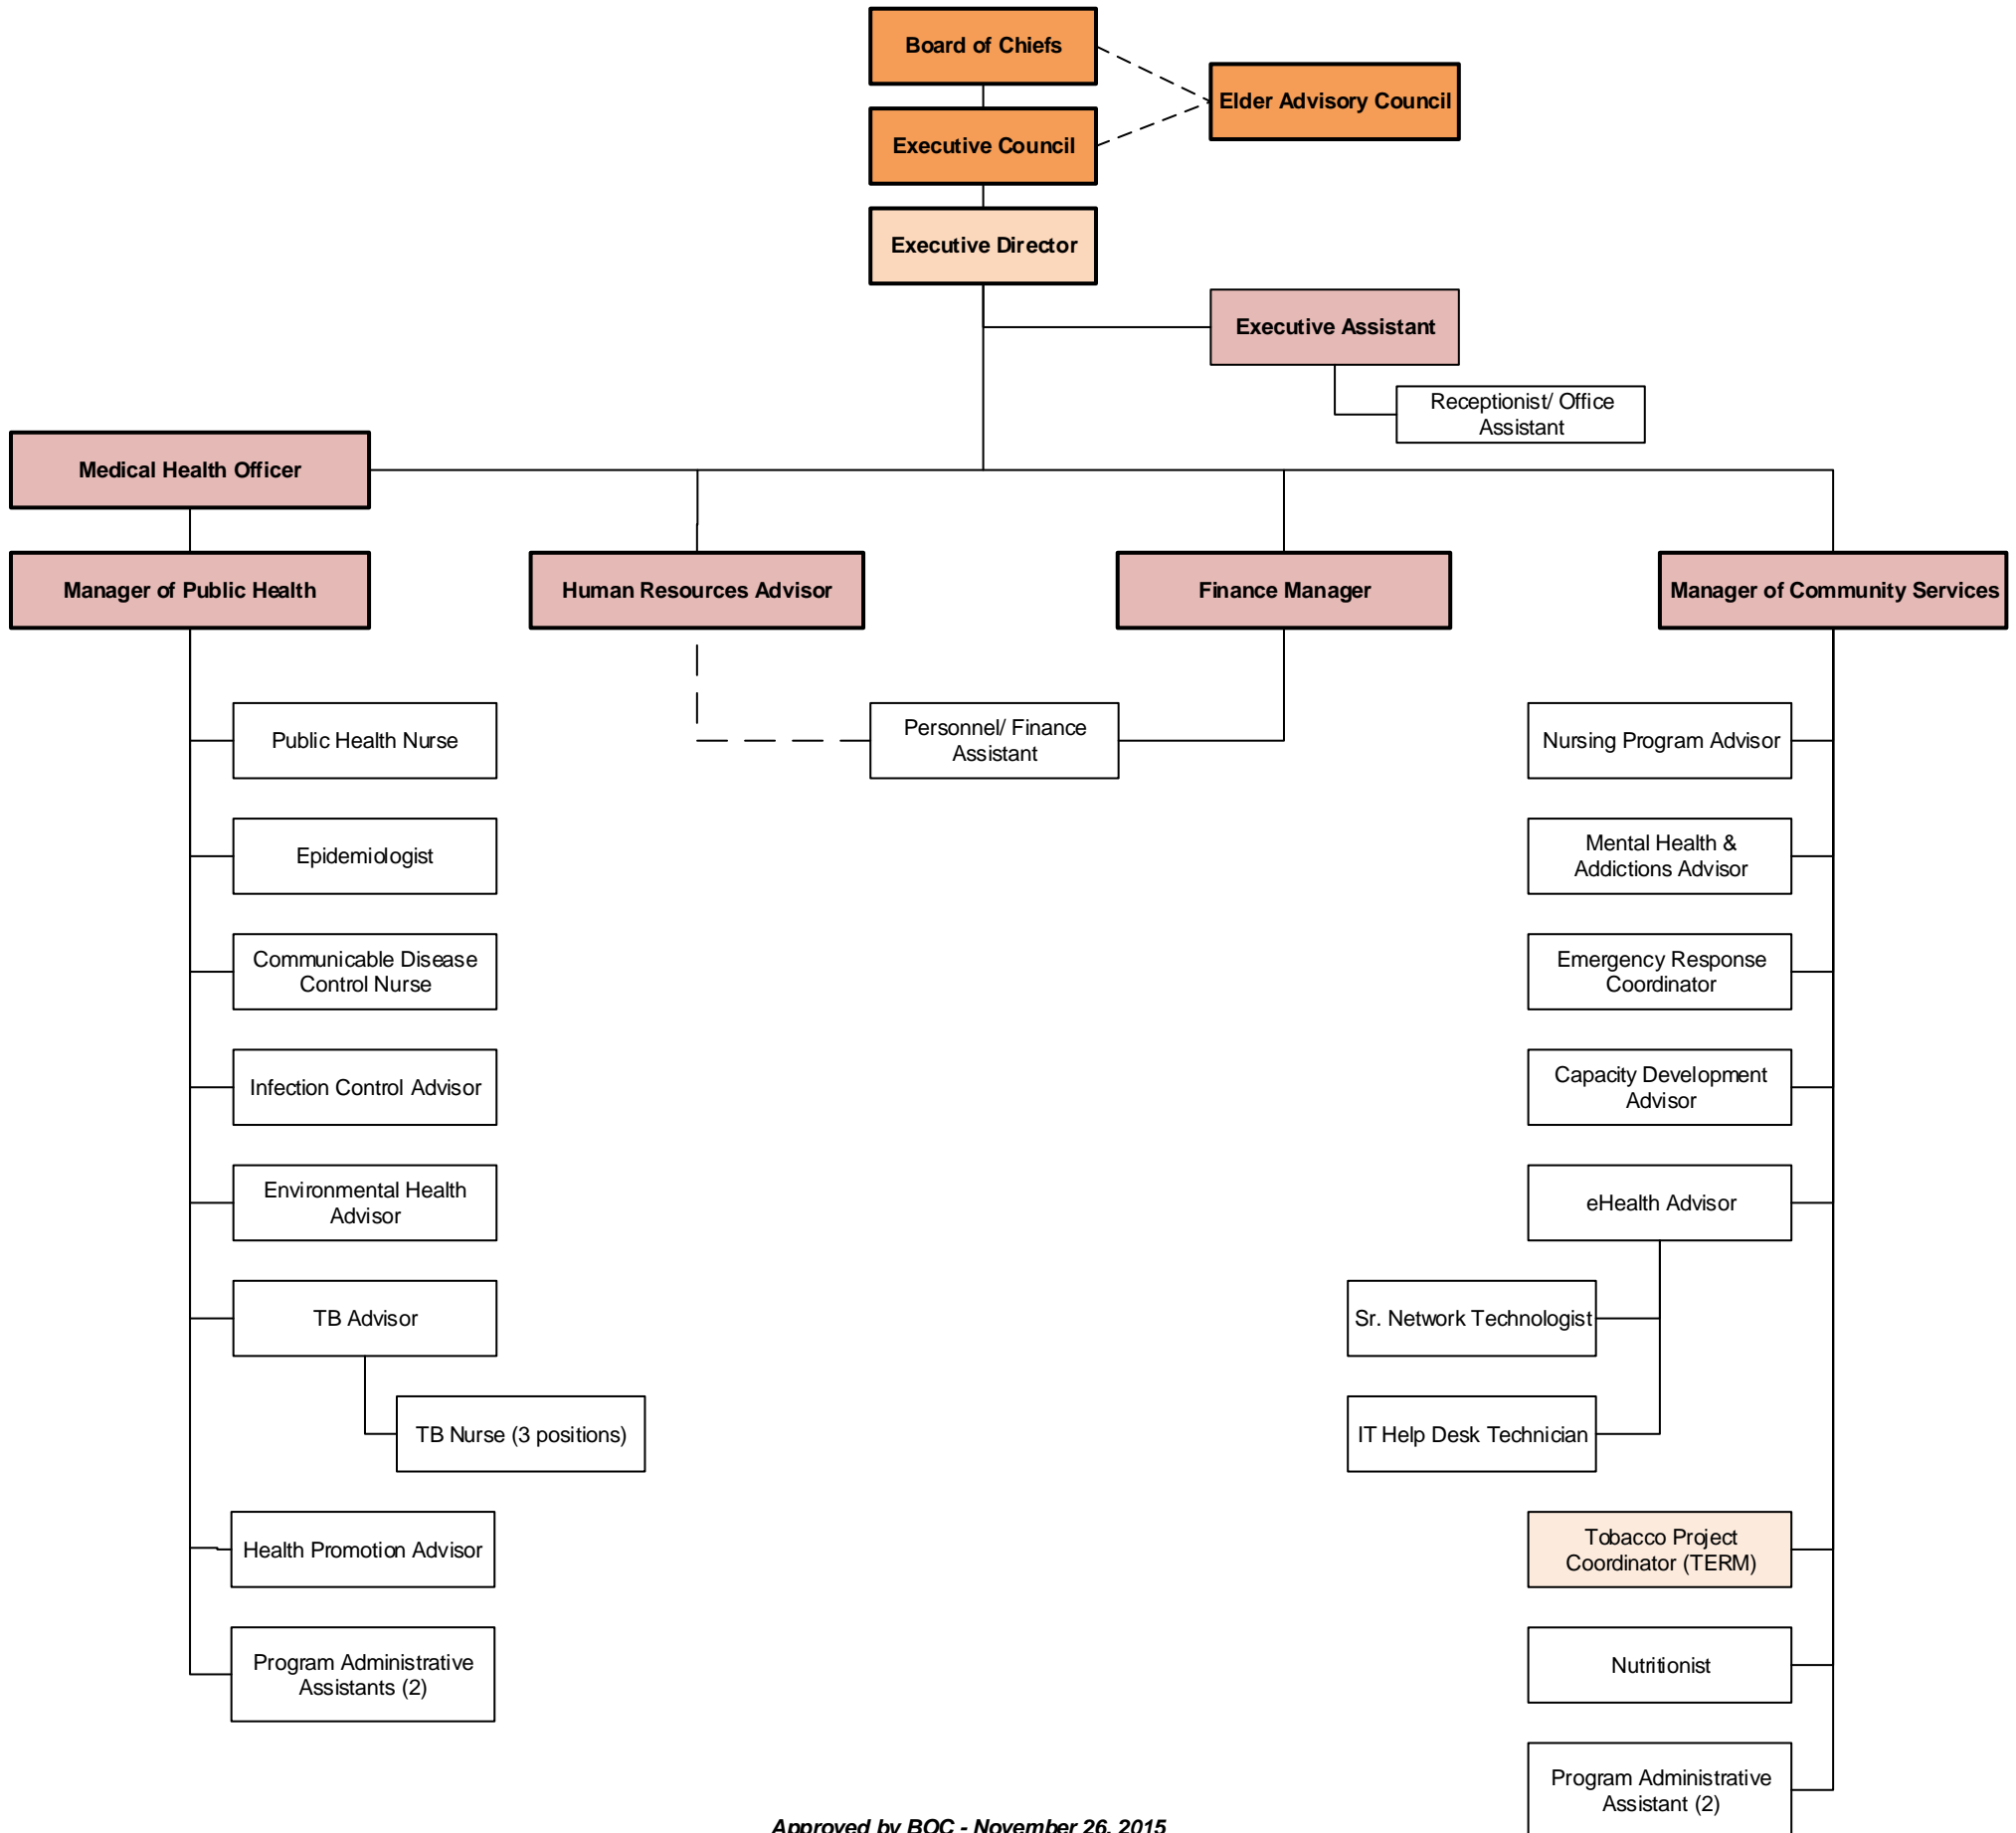 Board of Chiefs
Elder Advisory Council
Executive Council
Executive Director
Executive Assistant
Receptionist/ Office
Assistant
Medical Health Officer
Manager of Public Health
Human Resources Advisor
Finance Manager
Manager of Community Services
Public Health Nurse
Personnel/ Finance
Assistant
Nursing Program Advisor
Epidemiologist
Mental Health &
Addictions Advisor
Communicable Disease
Control Nurse
Emergency Response
Coordinator
Infection Control Advisor
Capacity Development
Advisor
Environmental Health
Advisor
eHealth Advisor
TB Advisor
Sr. Network Technologist
TB Nurse (3 positions)
IT Help Desk Technician
Health Promotion Advisor
Tobacco Project
Coordinator (TERM)
Program Administrative
Assistants (2)
Nutritionist
Program Administrative
Assistant (2)
Approved by BOC - November 26, 2015